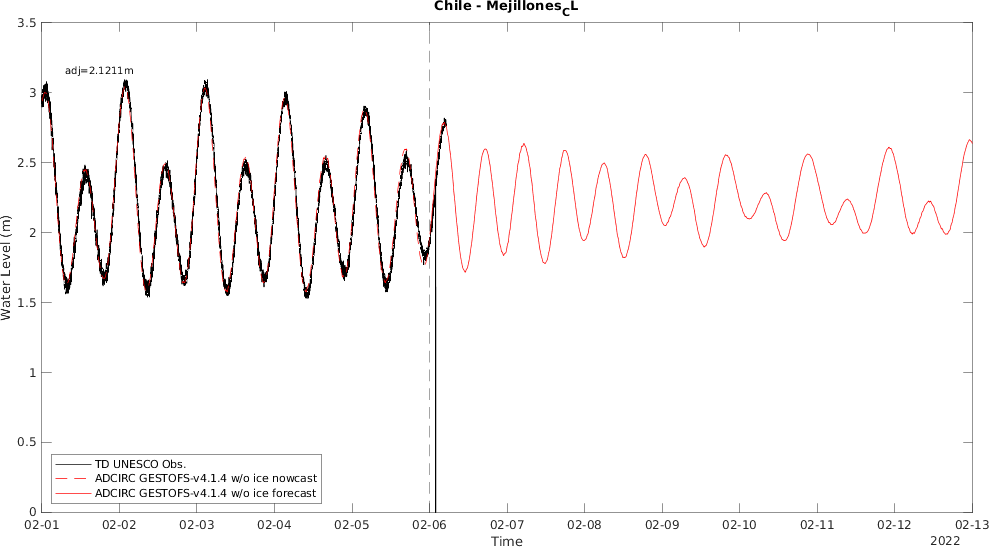 Chile - Mejillones_CL
3.5
adj=2.1211m
3
2.5
2
1.5
1
0.5
0
Water Level (m)
TD UNESCO Obs.
ADCIRC GESTOFS-v4.1.4 w/o ice nowcast
ADCIRC GESTOFS-v4.1.4 w/o ice forecast
02-01 02-02 02-03 02-04 02-05 02-06 02-07 02-08 02-09 02-10 02-11 02-12 02-13
Time
2022